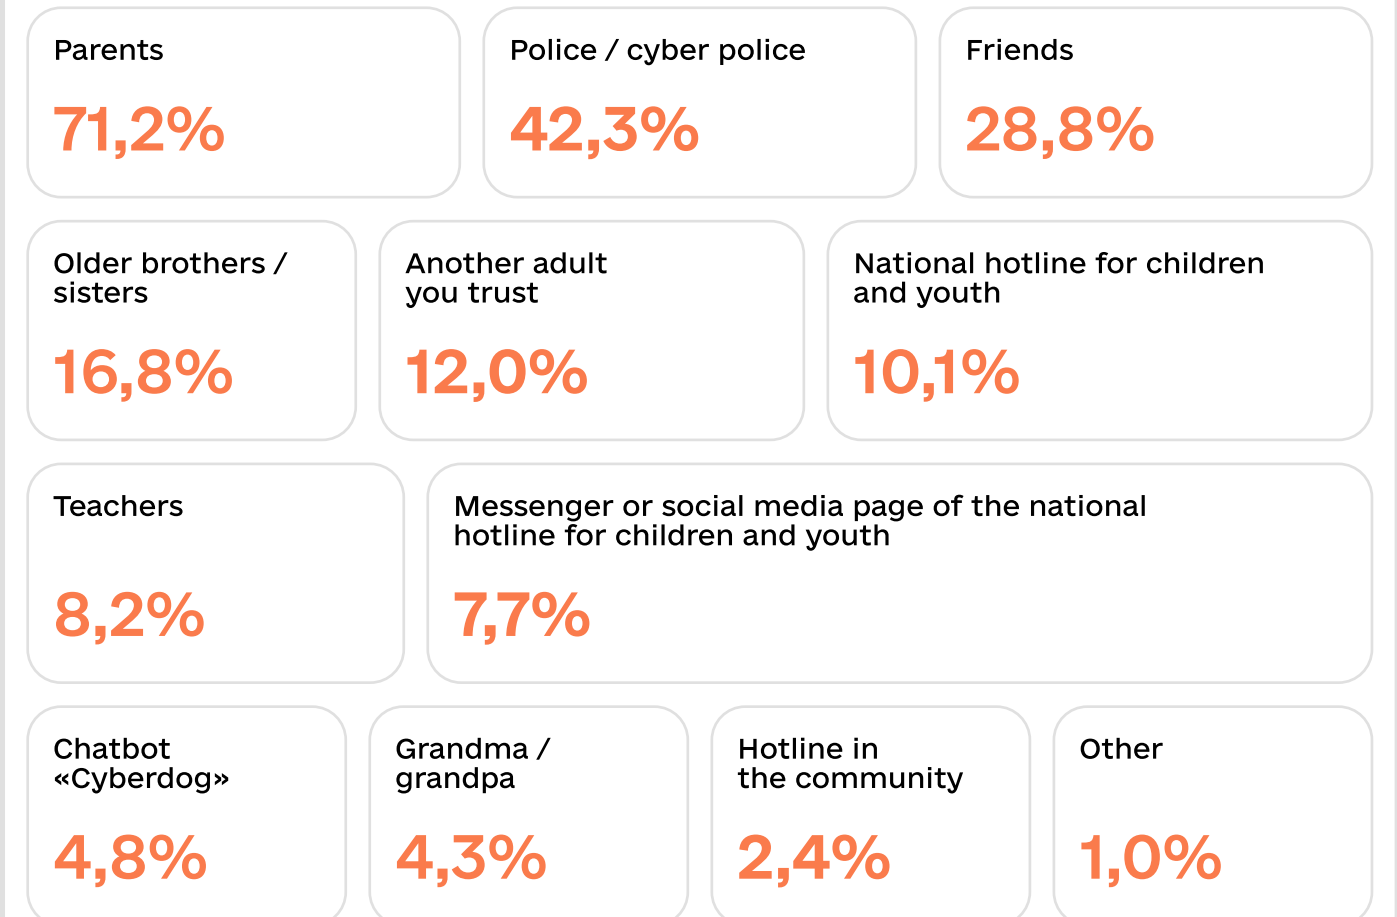 Parents
71,2%
Police / cyber police
42,3%
Friends
28,8%
Older brothers /
sisters
16,8%
Another adult
you trust
12,0%
National hotline for children
and youth
10,1%
Teachers
8,2%
Messenger or social media page of the national
hotline for children and youth
7,7%
Chatbot
«Cyberdog»
4,8%
Grandma /
grandpa
4,3%
Hotline in
the community
2,4%
Other
1,0%